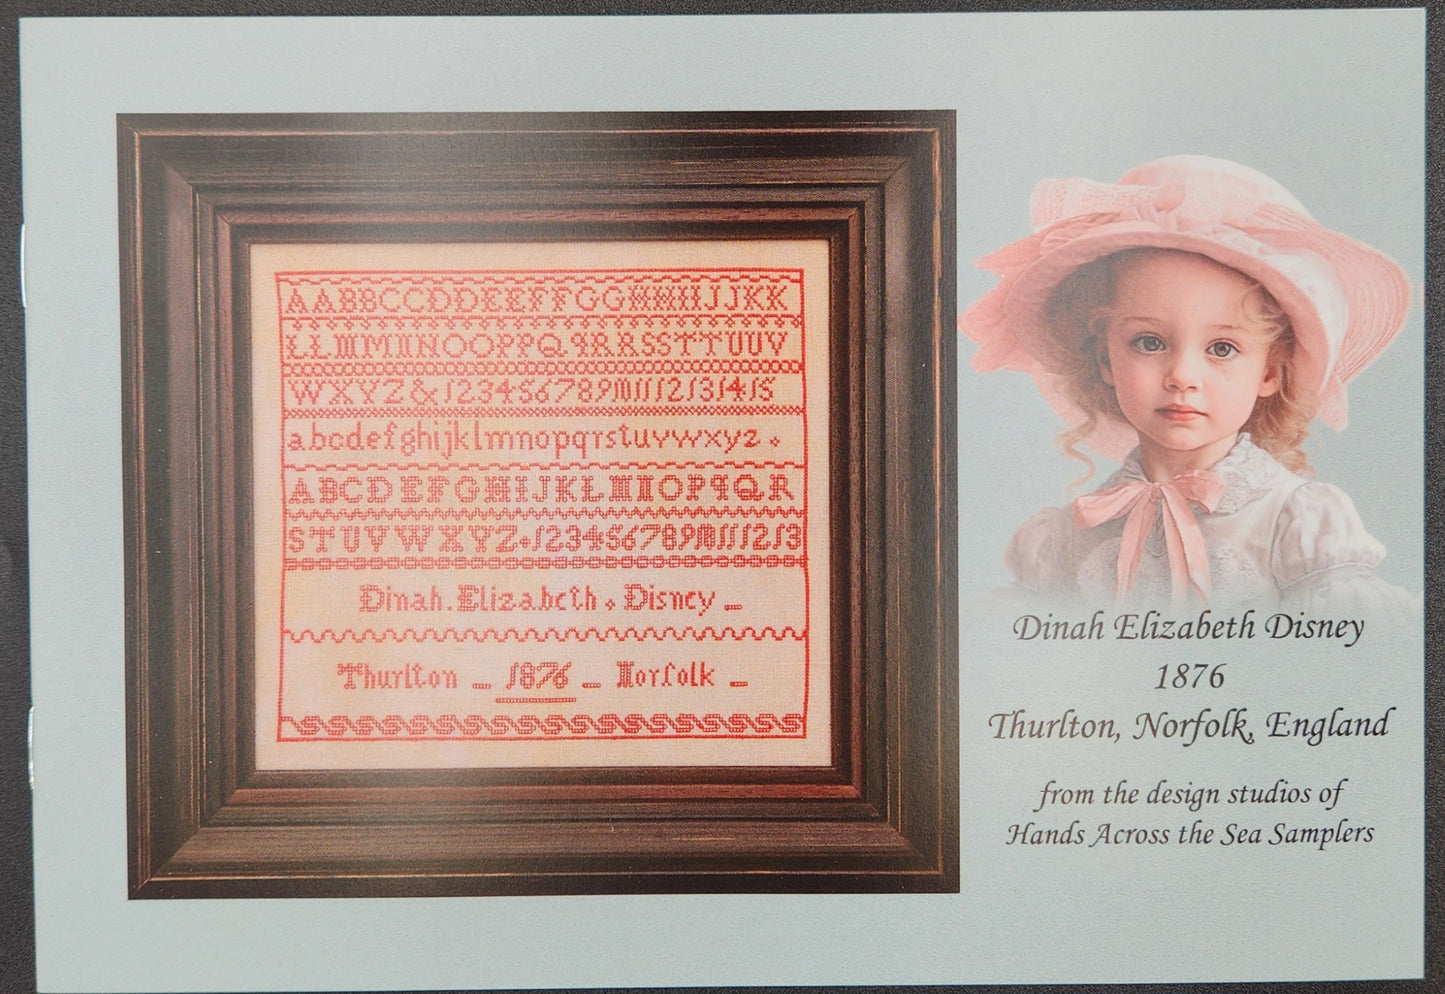 AABBCCDDEEFFGGHHIIJJKK
LLMMNNOOPPQQRRSSTTUUV
WXYZ&123456789101112131415
abcdefghijklmnopqrstuvwxyz
ABCDEFGHIJKLMNOPQQR
STUVWXYZ 12345678910111213
Dinah. Elizabeth. Disney _
Thurlton _ 1876 _ Norfolk _
Dinah Elizabeth Disney
1876
Thurlton, Norfolk, England
from the design studios of
Hands Across the Sea Samplers